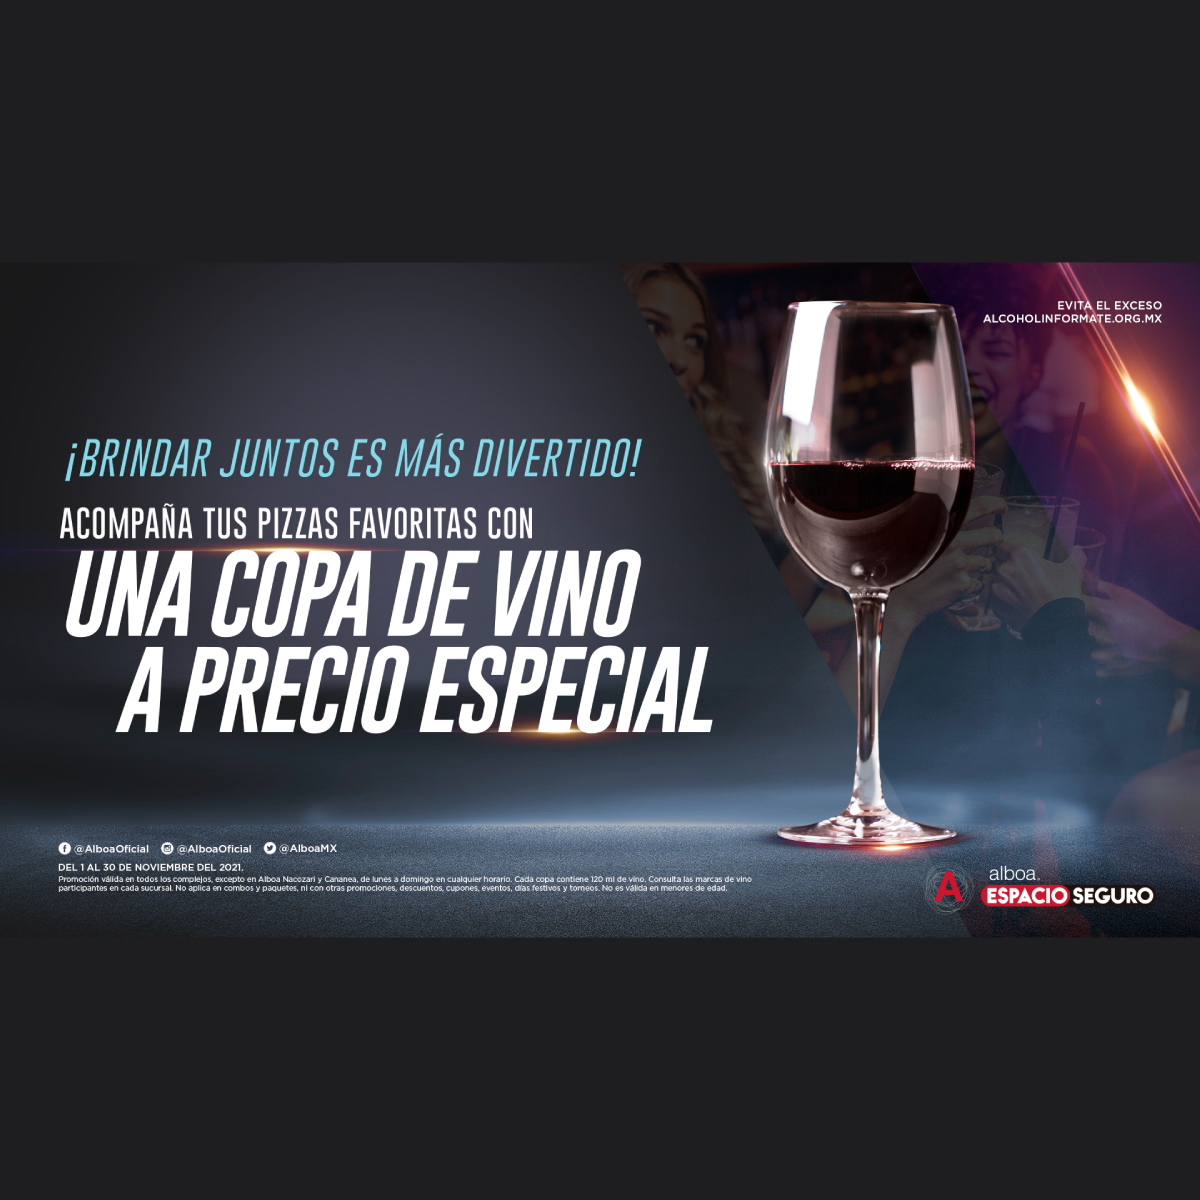 EVITA EL EXCESO
ALCOHOLINFORMATE.ORG.MX
¡BRINDAR JUNTOS ES MÁS DIVERTIDO!
ACOMPAÑA TUS PIZZAS FAVORITAS CON
UNA COPA DE VINO
A PRECIO ESPECIAL
@AlboaOficial @AlboaOficial @AlboaMX
DEL 1 AL 30 DE NOVIEMBRE DEL 2021.
Promoción válida en todos los complejos, excepto en Alboa Nacozari y Cananea, de lunes a domingo en cualquier horario. Cada copa contiene 120 ml de vino. Consulta las marcas de vino
participantes en cada sucursal. No aplica en combos y paquetes, ni con otras promociones, descuentos, cupones, eventos, días festivos y torneos. No es válida en menores de edad.
A
alboa.
ESPACIO SEGURO